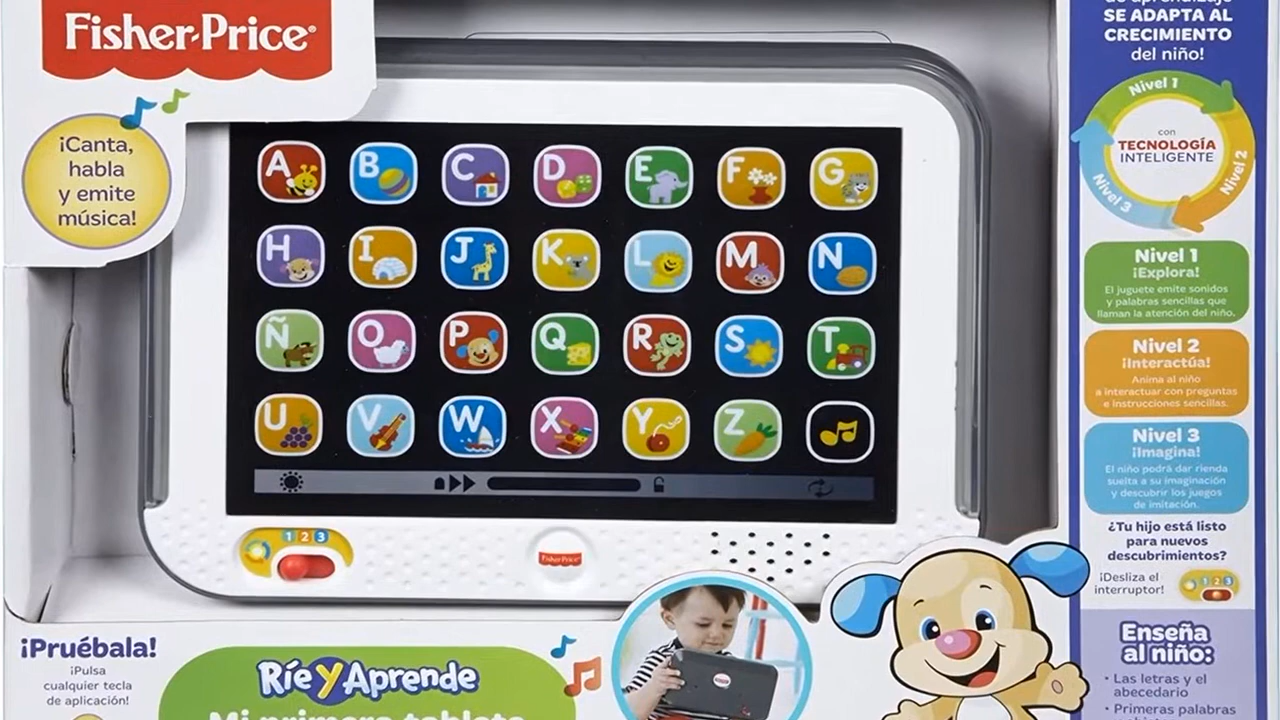 Fisher-Price®
¡Canta,
habla
y emite
música!
A B C D E F G
H I J K L M N
Ñ O P Q R S T
U V W X Y Z
1 2 3
Fisher-Price
¡Pruébala!
¡Pulsa
cualquier tecla
de aplicación!
Ríe y Aprende
Mi primera tableta
de aprendizaje
SE ADAPTA AL
CRECIMIENTO
del niño!
Nivel 1
Nivel 2
Nivel 3
con
TECNOLOGÍA
INTELIGENTE
Nivel 1
¡Explora!
El juguete emite sonidos
y palabras sencillas que
llaman la atención del niño.
Nivel 2
¡Interactúa!
Anima al niño
a interactuar con preguntas
e instrucciones sencillas.
Nivel 3
¡Imagina!
El niño podrá dar rienda
suelta a su imaginación
y descubrir los juegos
de imitación.
¿Tu hijo está listo
para nuevos
descubrimientos?
¡Desliza el
interruptor!
1 2 3
Enseña
al niño:
• Las letras y el
abecedario
• Primeras palabras